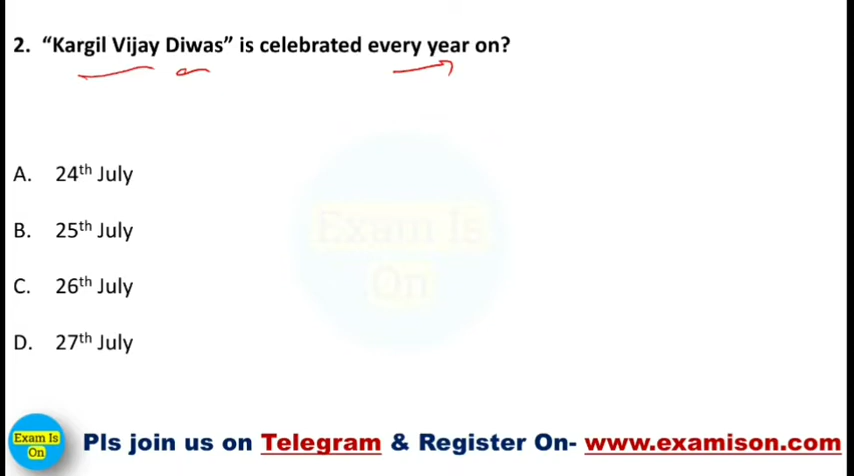 2. “Kargil Vijay Diwas” is celebrated every year on?
Exam Is
On
A. 24th July
B. 25th July
C. 26th July
D. 27th July
Exam Is
On
Pls join us on Telegram & Register On- www.examison.com